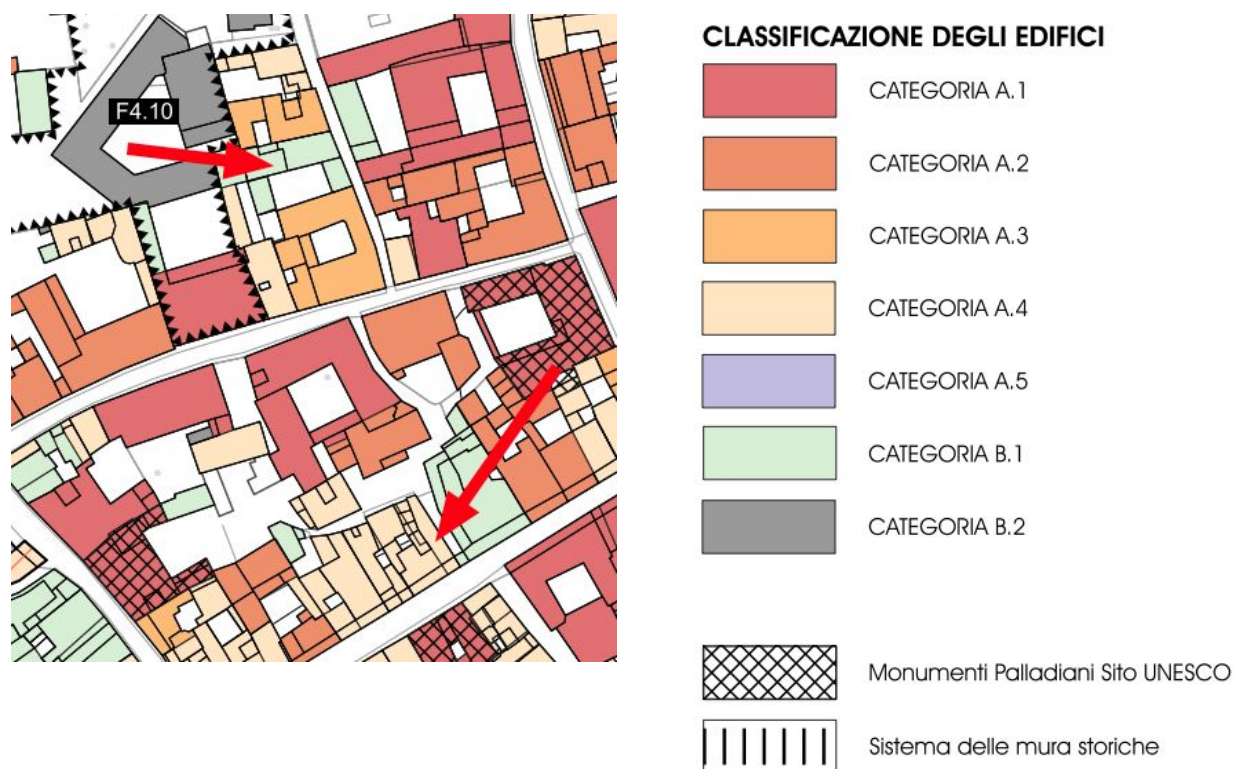 F4.10
CLASSIFICAZIONE DEGLI EDIFICI
CATEGORIA A.1
CATEGORIA A.2
CATEGORIA A.3
CATEGORIA A.4
CATEGORIA A.5
CATEGORIA B.1
CATEGORIA B.2
Monumenti Palladiani Sito UNESCO
Sistema delle mura storiche